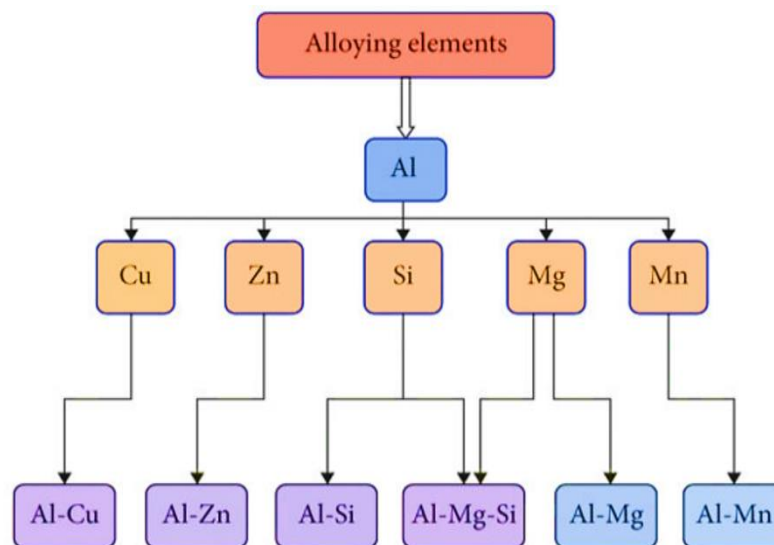 Alloying elements
Al
Cu
Zn
Si
Mg
Mn
Al-Cu
Al-Zn
Al-Si
Al-Mg-Si
Al-Mg
Al-Mn